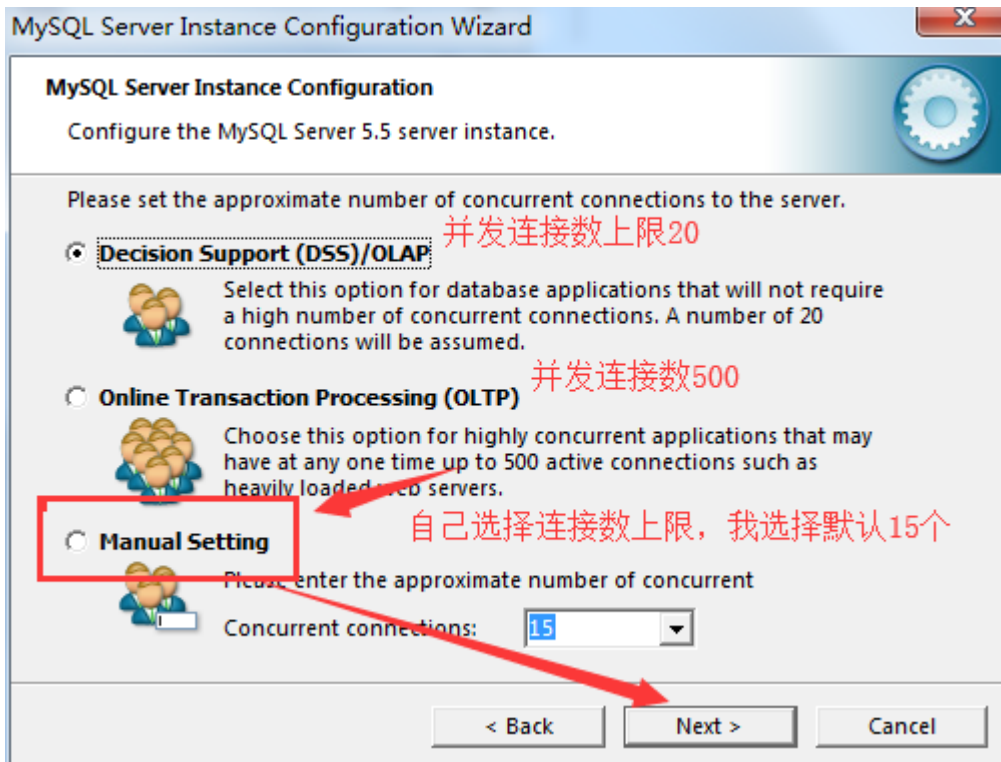 MySQL Server Instance Configuration Wizard
MySQL Server Instance Configuration
Configure the MySQL Server 5.5 server instance.
Please set the approximate number of concurrent connections to the server.
并发连接数上限20
Decision Support (DSS)/OLAP
Select this option for database applications that will not require
a high number of concurrent connections. A number of 20
connections will be assumed.
并发连接数500
Online Transaction Processing (OLTP)
Choose this option for highly concurrent applications that may
have at any one time up to 500 active connections such as
heavily loaded web servers.
自己选择连接数上限，我选择默认15个
Manual Setting
Please enter the approximate number of concurrent
Concurrent connections:
15
< Back
Next >
Cancel